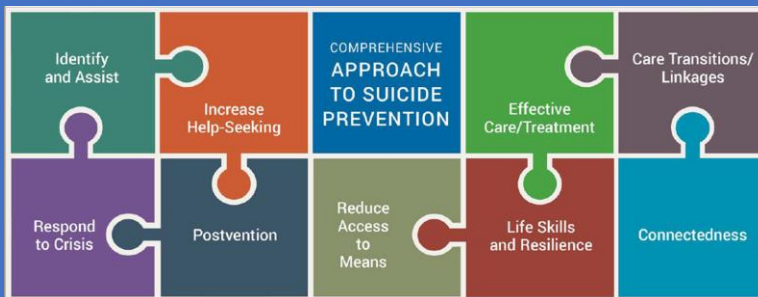 Identify
and Assist
Increase
Help-Seeking
COMPREHENSIVE
APPROACH
TO SUICIDE
PREVENTION
Effective
Care/Treatment
Care Transitions/
Linkages
Respond
to Crisis
Postvention
Reduce
Access
to
Means
Life Skills
and Resilience
Connectedness